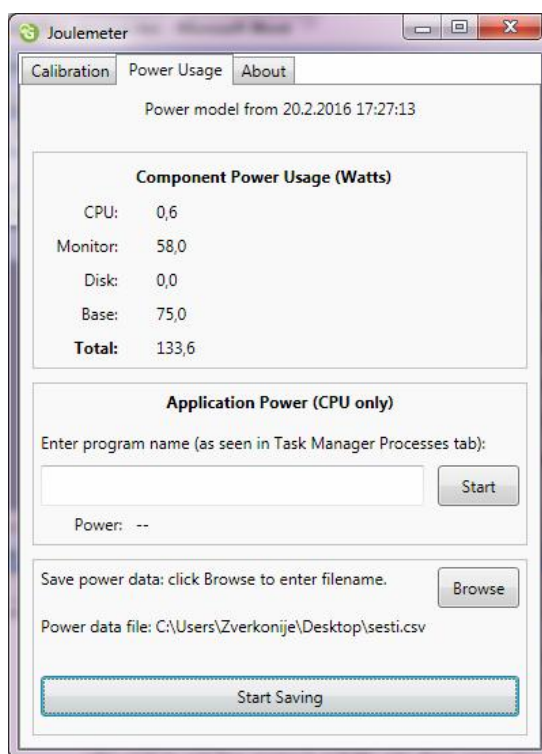 Joulemeter
Calibration Power Usage About
Power model from 20.2.2016 17:27:13
Component Power Usage (Watts)
CPU: 0,6
Monitor: 58,0
Disk: 0,0
Base: 75,0
Total: 133,6
Application Power (CPU only)
Enter program name (as seen in Task Manager Processes tab):
Start
Power: --
Save power data: click Browse to enter filename.
Browse
Power data file: C:\Users\Zverkonije\Desktop\sesti.csv
Start Saving